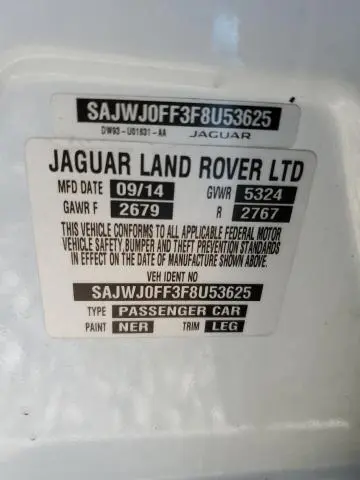 SAJWJ0FF3F8U53625
DW93-U01631-AA JAGUAR
JAGUAR LAND ROVER LTD
MFD DATE 09/14 GVWR 5324
GAWR F 2679 R 2767
THIS VEHICLE CONFORMS TO ALL APPLICABLE FEDERAL MOTOR
VEHICLE SAFETY, BUMPER AND THEFT PREVENTION STANDARDS
IN EFFECT ON THE DATE OF MANUFACTURE SHOWN ABOVE.
VEH IDENT NO
SAJWJ0FF3F8U53625
TYPE PASSENGER CAR
PAINT NER TRIM LEG